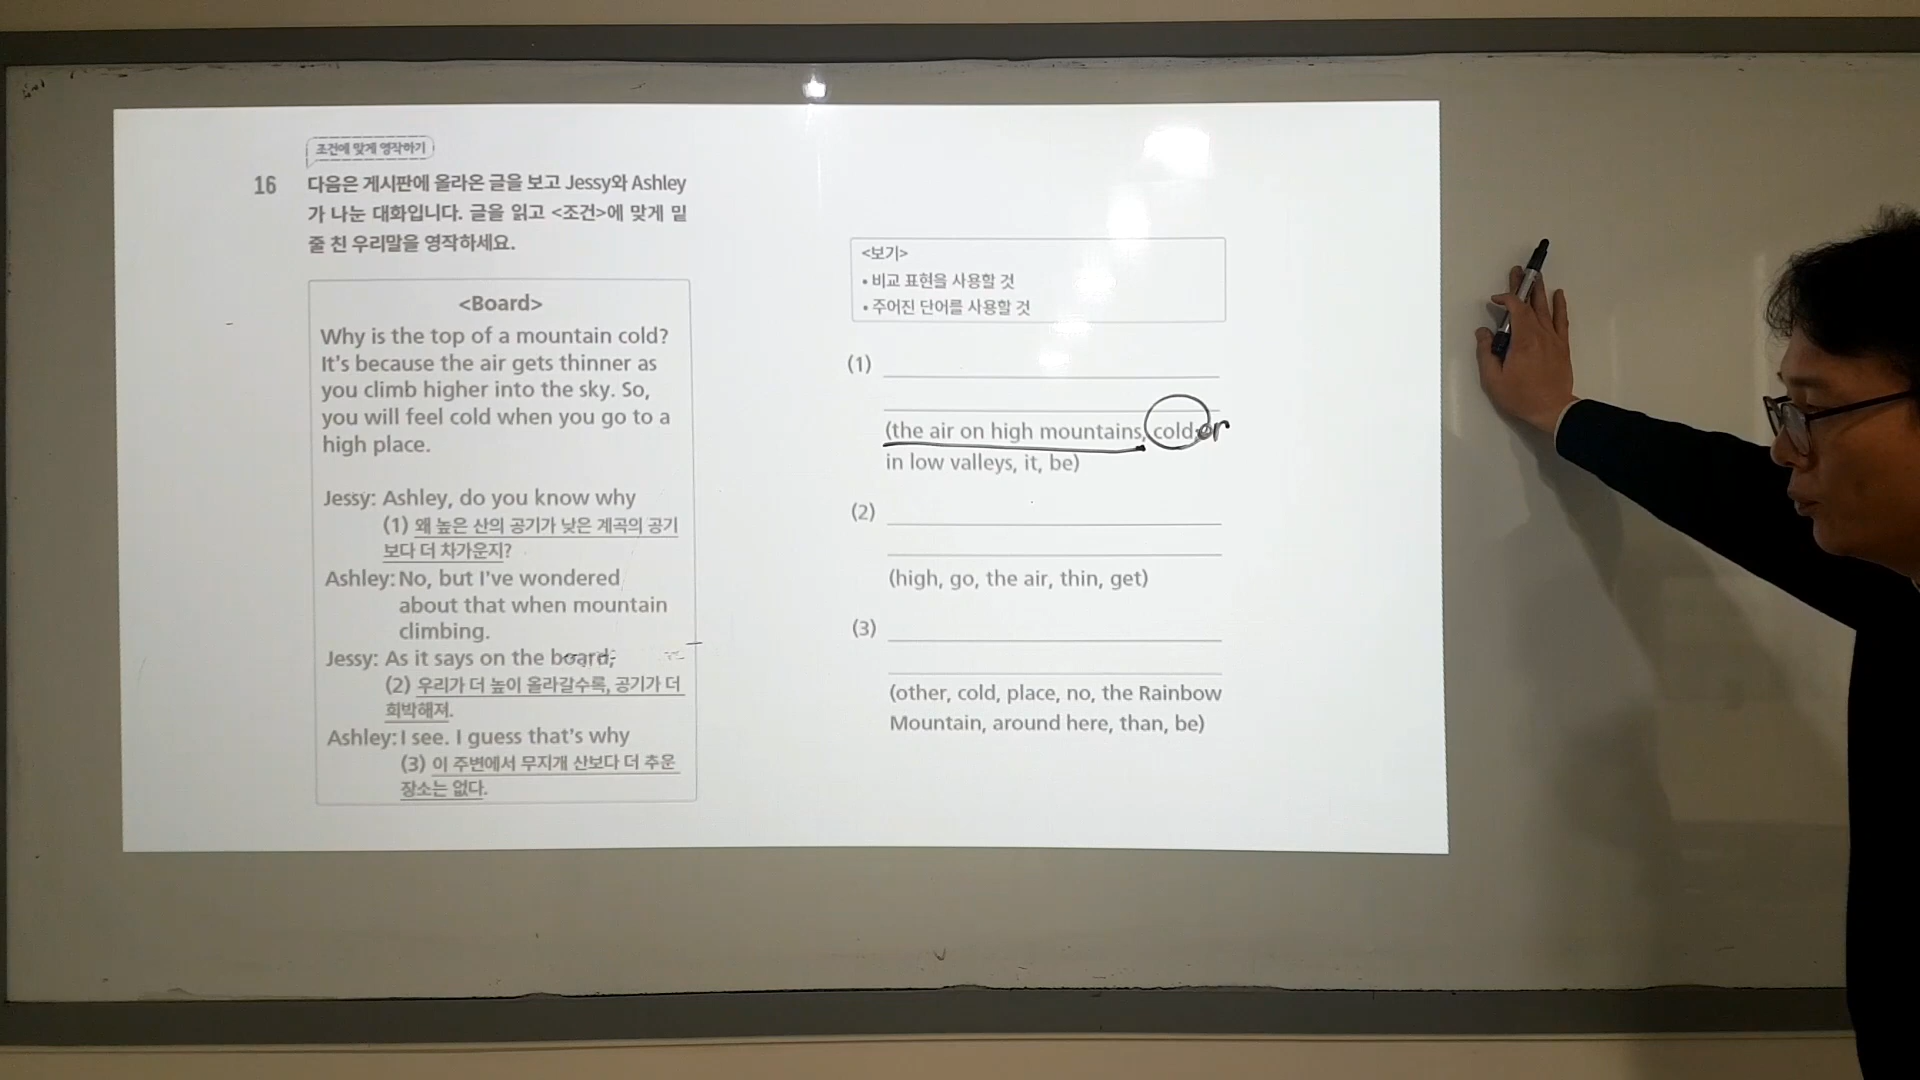 조건에 맞게 영작하기
16 다음은 게시판에 올라온 글을 보고 Jessy와 Ashley
가 나눈 대화입니다. 글을 읽고 <조건>에 맞게 밑
줄 친 우리말을 영작하세요.
<Board>
Why is the top of a mountain cold?
It's because the air gets thinner as
you climb higher into the sky. So,
you will feel cold when you go to a
high place.
Jessy: Ashley, do you know why
(1) 왜 높은 산의 공기가 낮은 계곡의 공기
보다 더 차가운지?
Ashley: No, but I've wondered
about that when mountain
climbing.
Jessy: As it says on the board,
(2) 우리가 더 높이 올라갈수록, 공기가 더
희박해져.
Ashley: I see. I guess that's why
(3) 이 주변에서 무지개 산보다 더 추운
장소는 없다.
<보기>
• 비교 표현을 사용할 것
• 주어진 단어를 사용할 것
(1)
(the air on high mountains, colder
in low valleys, it, be)
(2)
(high, go, the air, thin, get)
(3)
(other, cold, place, no, the Rainbow
Mountain, around here, than, be)